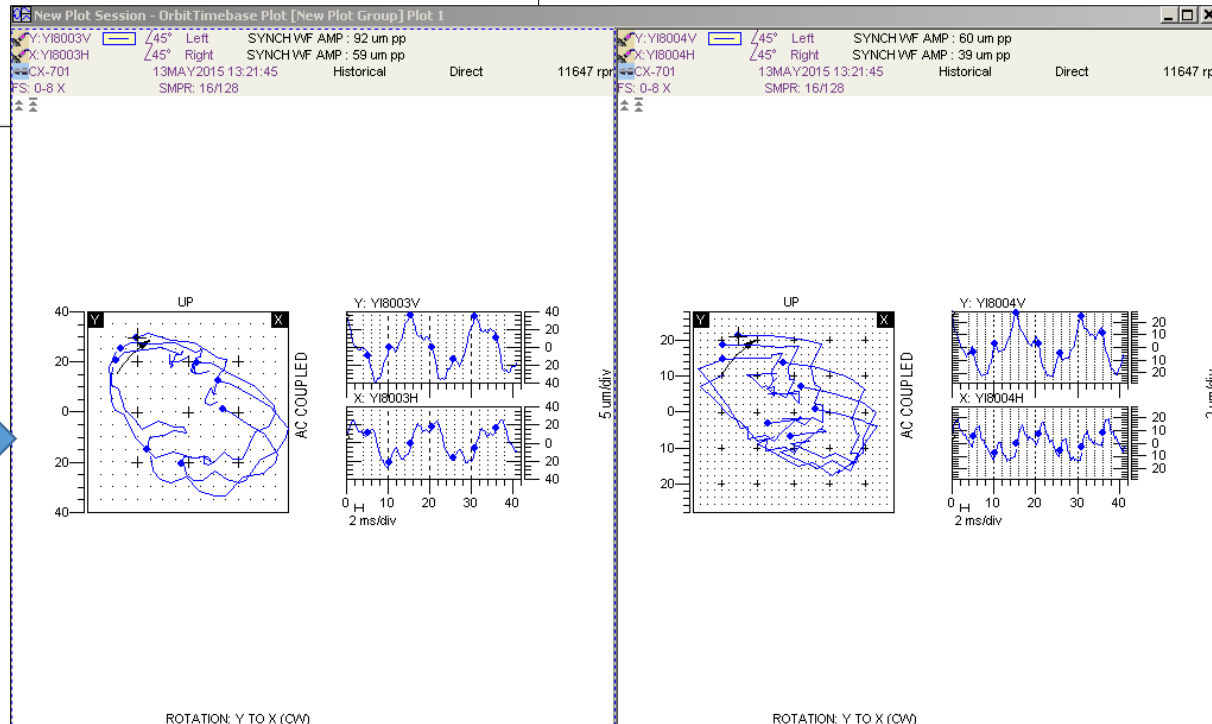 New Plot Session - OrbitTimebase Plot [New Plot Group] Plot 1
Y: YI8003V 45° Left SYNCH WF AMP : 92 um pp
X: YI8003H 45° Right SYNCH WF AMP : 59 um pp
CX-701 13MAY2015 13:21:45 Historical Direct 11647 rpm
FS: 0-8 X SMPR: 16/128
UP
Y X
40
20
0
20
40
AC COUPLED
Y: YI8003V
40
20
0
20
40
X: YI8003H
40
20
0
20
40
5 um/div
0 10 20 30 40
2 ms/div
ROTATION: Y TO X (CW)
Y: YI8004V 45° Left SYNCH WF AMP : 60 um pp
X: YI8004H 45° Right SYNCH WF AMP : 39 um pp
CX-701 13MAY2015 13:21:45 Historical Direct 11647 rp
FS: 0-8 X SMPR: 16/128
UP
Y X
20
10
0
10
20
AC COUPLED
Y: YI8004V
20
10
0
10
20
X: YI8004H
20
10
0
10
20
0 10 20 30 40
2 ms/div
ROTATION: Y TO X (CW)